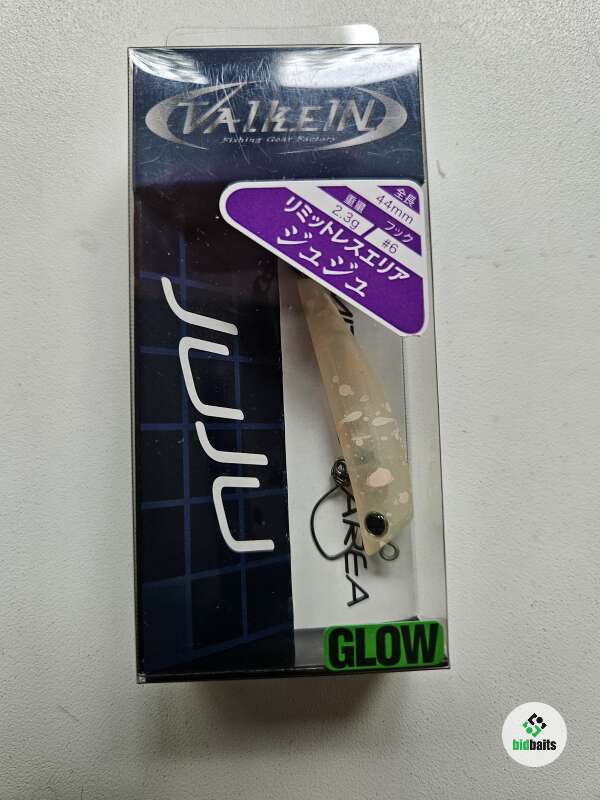 VALKEIN
Fishing Gear Factory
全長
44mm
重量
フック
2.3g
#6
リミットレスエリア
ジュジュ
JUJU
AREA
GLOW
bidbaits